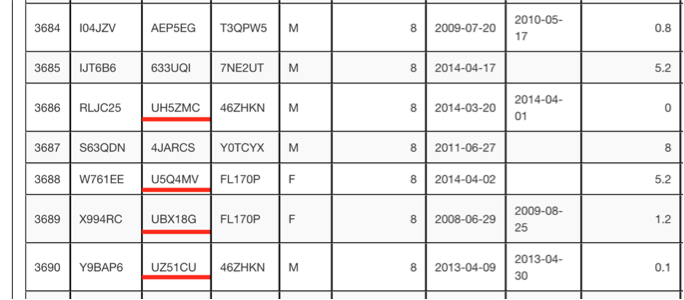 3684 I04JZV AEP5EG T3QPW5 M 8 2009-07-20 2010-05-
17 0.8
3685 IJT6B6 633UQI 7NE2UT M 8 2014-04-17 5.2
3686 RLJC25 UH5ZMC 46ZHKN M 8 2014-03-20 2014-04-
01 0
3687 S63QDN 4JARCS Y0TCYX M 8 2011-06-27 8
3688 W761EE U5Q4MV FL170P F 8 2014-04-02 5.2
3689 X994RC UBX18G FL170P F 8 2008-06-29 2009-08-
25 1.2
3690 Y9BAP6 UZ51CU 46ZHKN M 8 2013-04-09 2013-04-
30 0.1